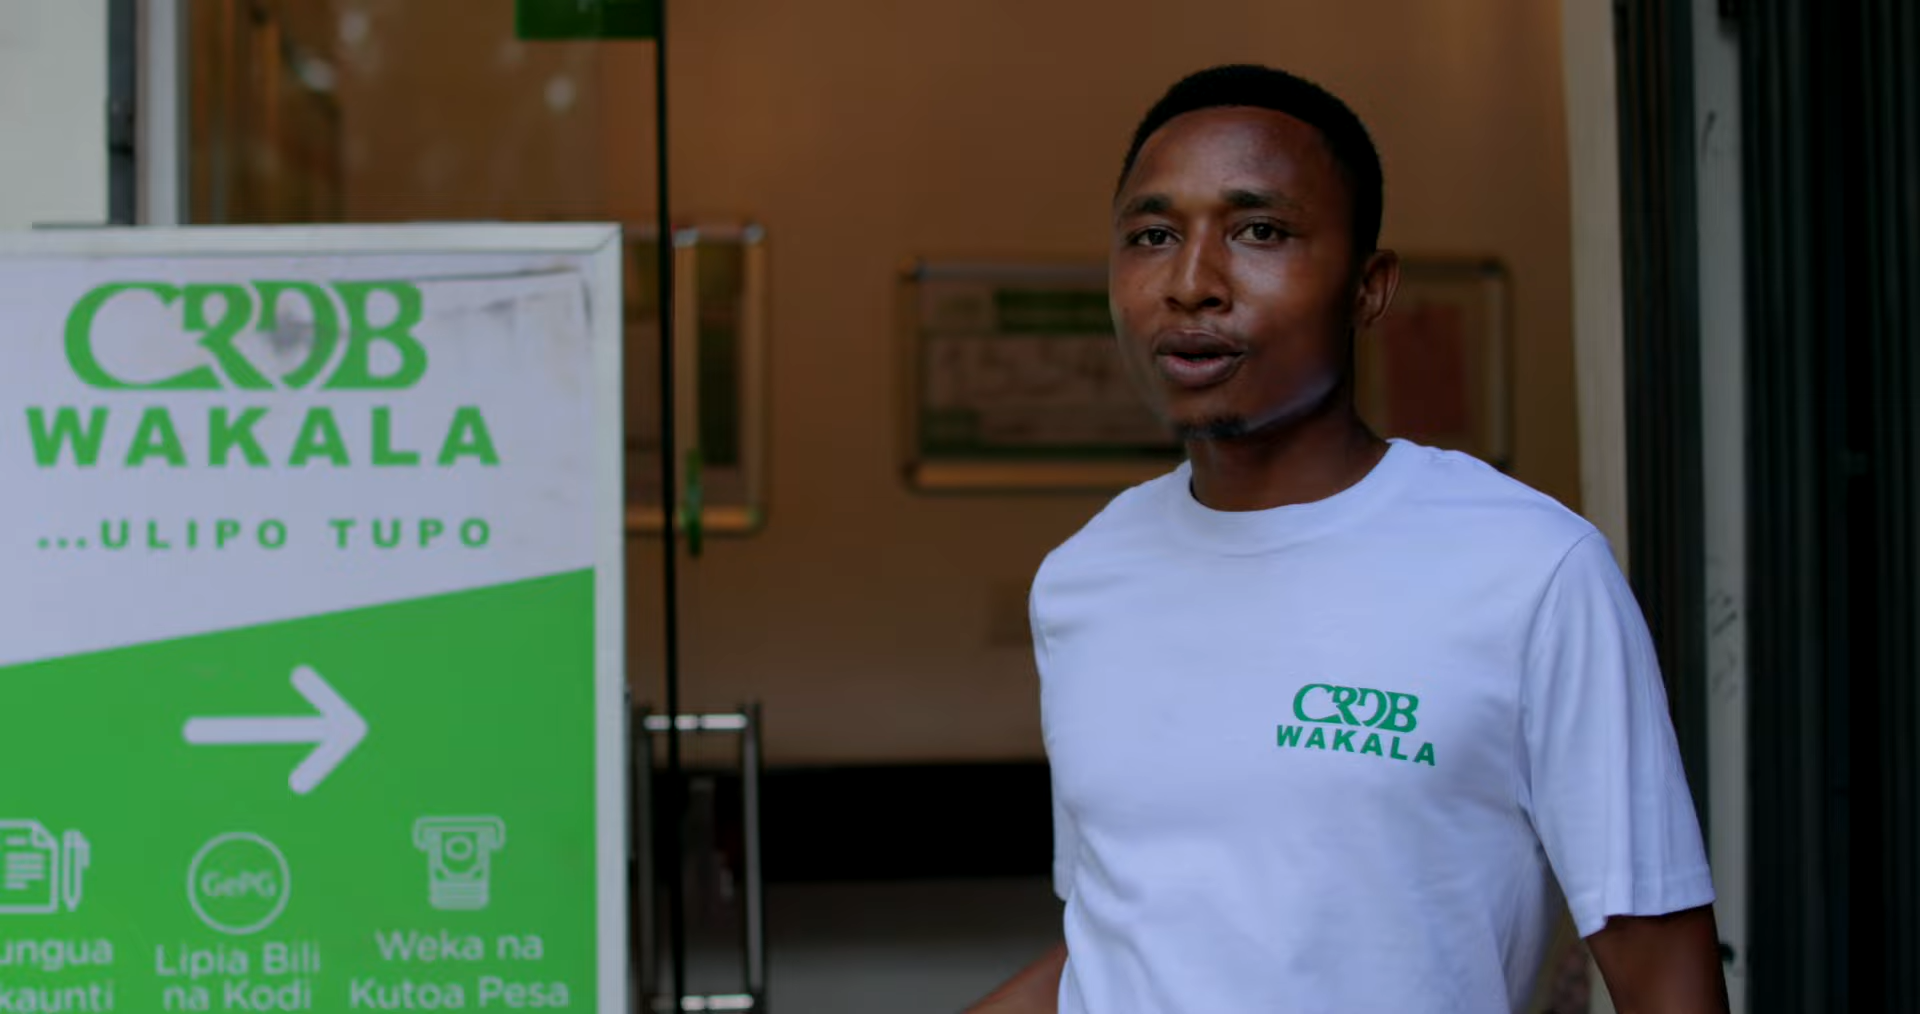 CRDB
WAKALA
...ULIPO TUPO
GePG
ungua
kaunti
Lipia Bili
na Kodi
Weka na
Kutoa Pesa
CRDB
WAKALA